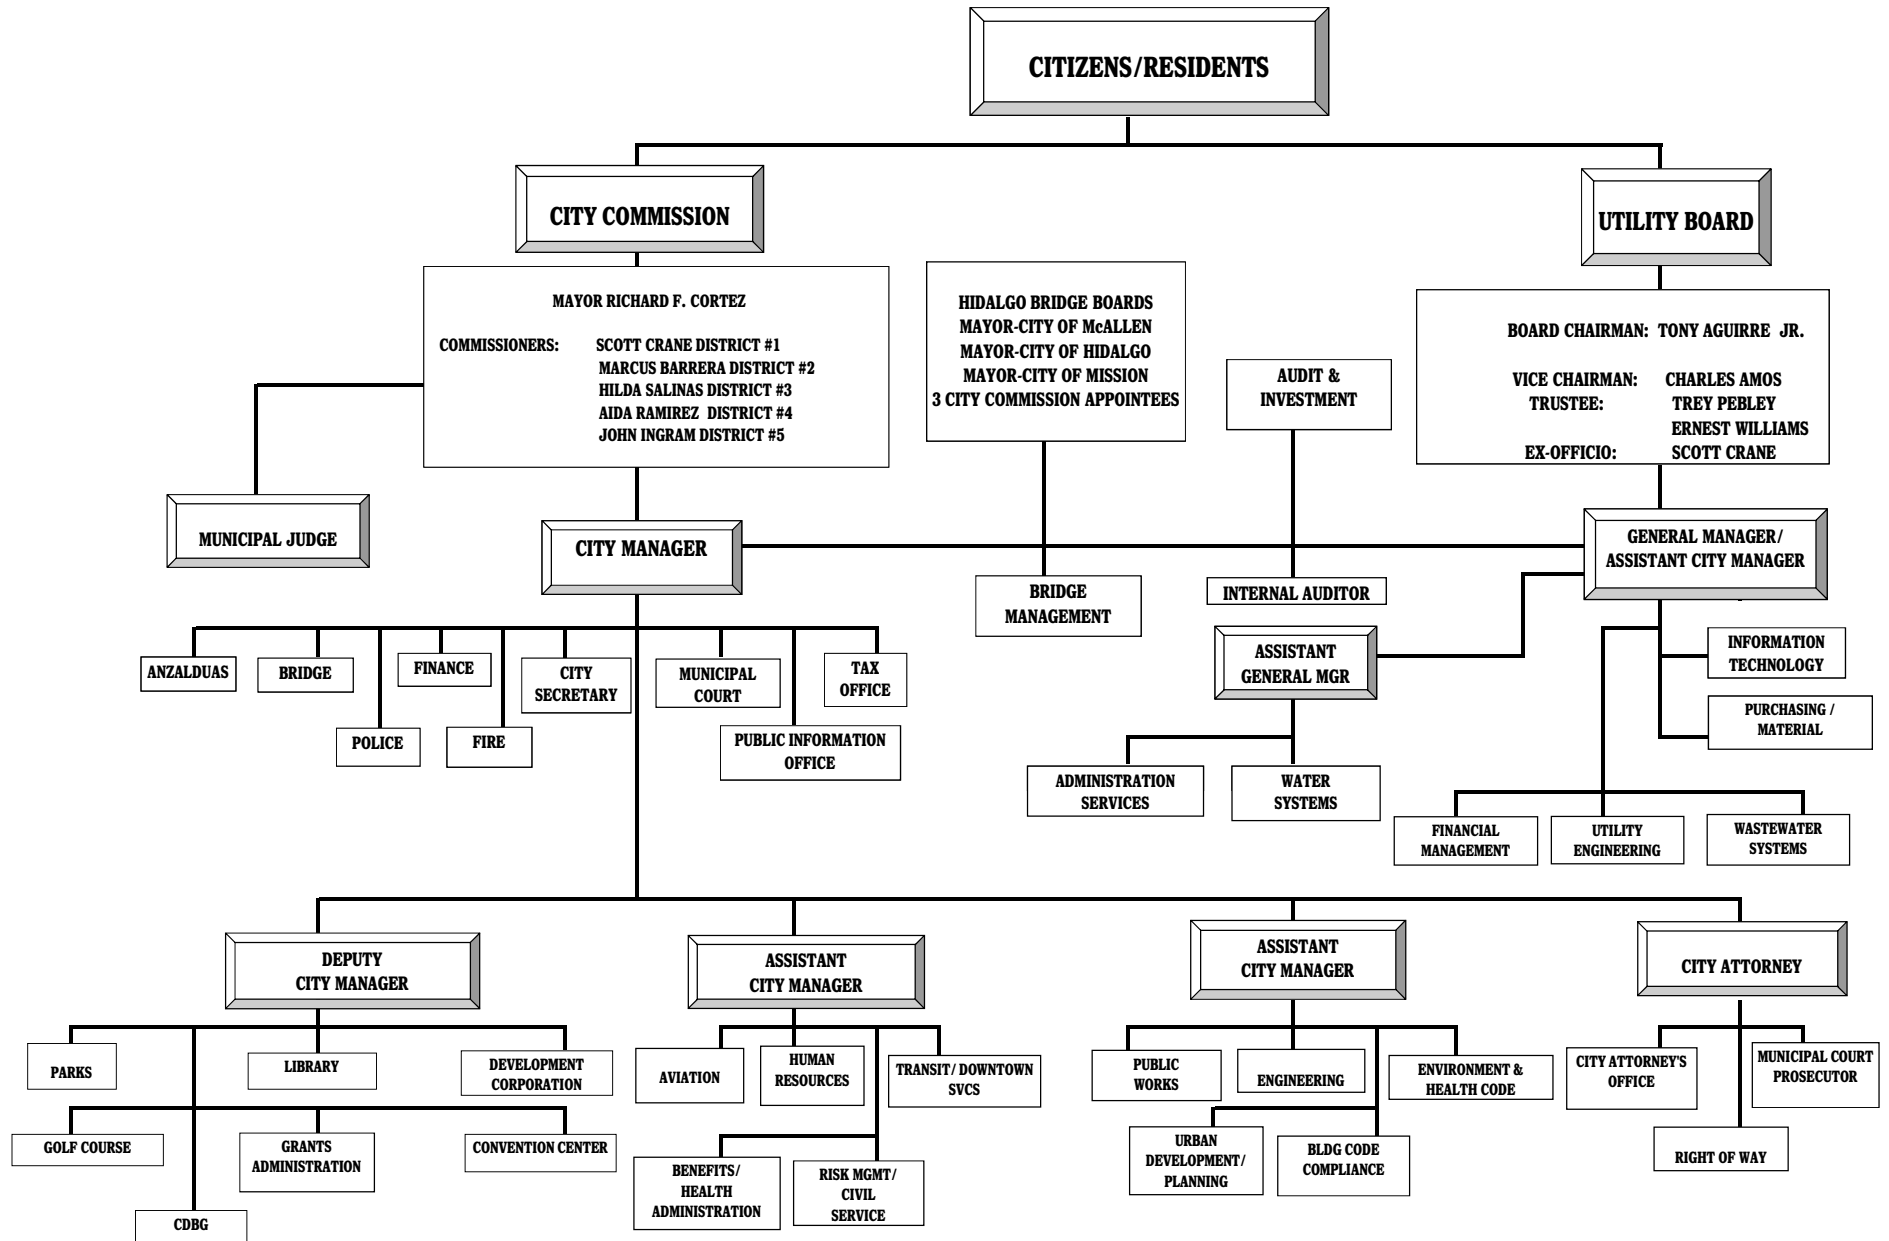 CITIZENS/RESIDENTS
CITY COMMISSION
UTILITY BOARD
MAYOR RICHARD F. CORTEZ
COMMISSIONERS: SCOTT CRANE DISTRICT #1
MARCUS BARRERA DISTRICT #2
HILDA SALINAS DISTRICT #3
AIDA RAMIREZ DISTRICT #4
JOHN INGRAM DISTRICT #5
HIDALGO BRIDGE BOARDS
MAYOR-CITY OF McALLEN
MAYOR-CITY OF HIDALGO
MAYOR-CITY OF MISSION
3 CITY COMMISSION APPOINTEES
AUDIT &
INVESTMENT
BOARD CHAIRMAN: TONY AGUIRRE JR.
VICE CHAIRMAN: CHARLES AMOS
TRUSTEE: TREY PEBLEY
ERNEST WILLIAMS
EX-OFFICIO: SCOTT CRANE
MUNICIPAL JUDGE
CITY MANAGER
GENERAL MANAGER/
ASSISTANT CITY MANAGER
BRIDGE
MANAGEMENT
INTERNAL AUDITOR
ASSISTANT
GENERAL MGR
INFORMATION
TECHNOLOGY
PURCHASING /
MATERIAL
ANZALDUAS
BRIDGE
FINANCE
CITY
SECRETARY
MUNICIPAL
COURT
TAX
OFFICE
POLICE
FIRE
PUBLIC INFORMATION
OFFICE
ADMINISTRATION
SERVICES
WATER
SYSTEMS
FINANCIAL
MANAGEMENT
UTILITY
ENGINEERING
WASTEWATER
SYSTEMS
DEPUTY
CITY MANAGER
ASSISTANT
CITY MANAGER
ASSISTANT
CITY MANAGER
CITY ATTORNEY
PARKS
LIBRARY
DEVELOPMENT
CORPORATION
AVIATION
HUMAN
RESOURCES
TRANSIT/ DOWNTOWN
SVCS
PUBLIC
WORKS
ENGINEERING
ENVIRONMENT &
HEALTH CODE
CITY ATTORNEY'S
OFFICE
MUNICIPAL COURT
PROSECUTOR
GOLF COURSE
GRANTS
ADMINISTRATION
CONVENTION CENTER
BENEFITS/
HEALTH
ADMINISTRATION
RISK MGMT/
CIVIL
SERVICE
URBAN
DEVELOPMENT/
PLANNING
BLDG CODE
COMPLIANCE
RIGHT OF WAY
CDBG